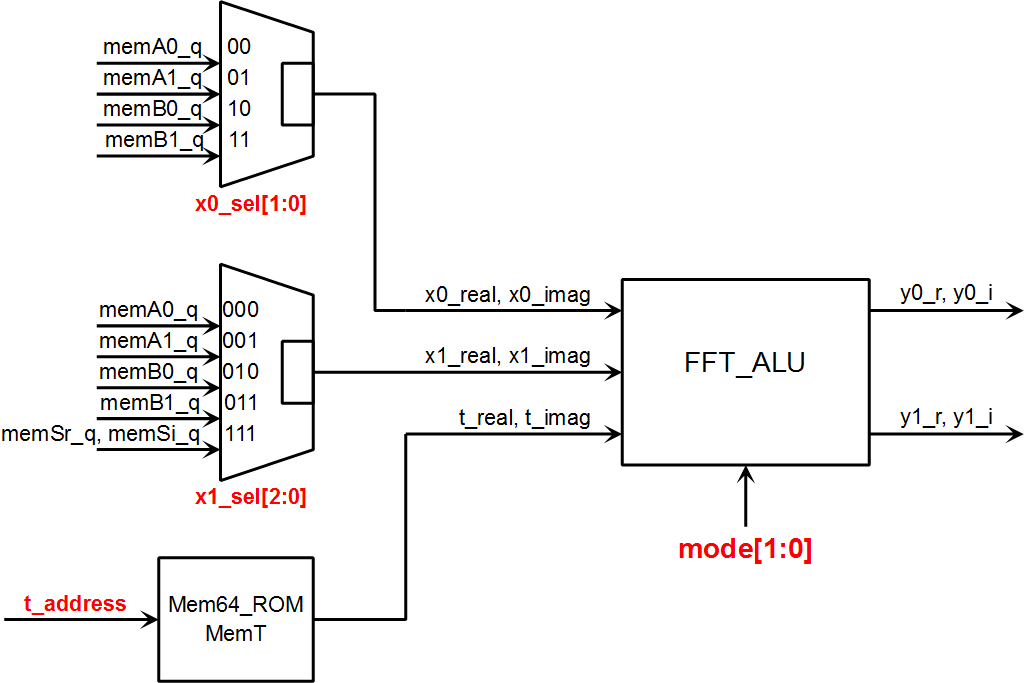 memA0_q 00
memA1_q 01
memB0_q 10
memB1_q 11
x0_sel[1:0]
memA0_q 000
memA1_q 001
memB0_q 010
memB1_q 011
memSr_q, memSi_q 111
x1_sel[2:0]
x0_real, x0_imag
x1_real, x1_imag
t_real, t_imag
FFT_ALU
y0_r, y0_i
y1_r, y1_i
mode[1:0]
t_address
Mem64_ROM
MemT